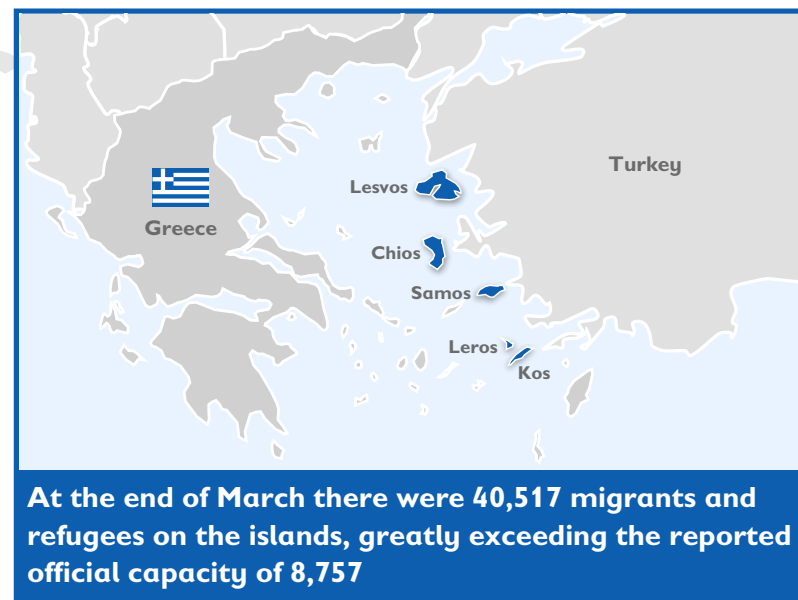 Turkey
Lesvos
Greece
Chios
Samos
Leros
Kos
At the end of March there were 40,517 migrants and
refugees on the islands, greatly exceeding the reported
official capacity of 8,757